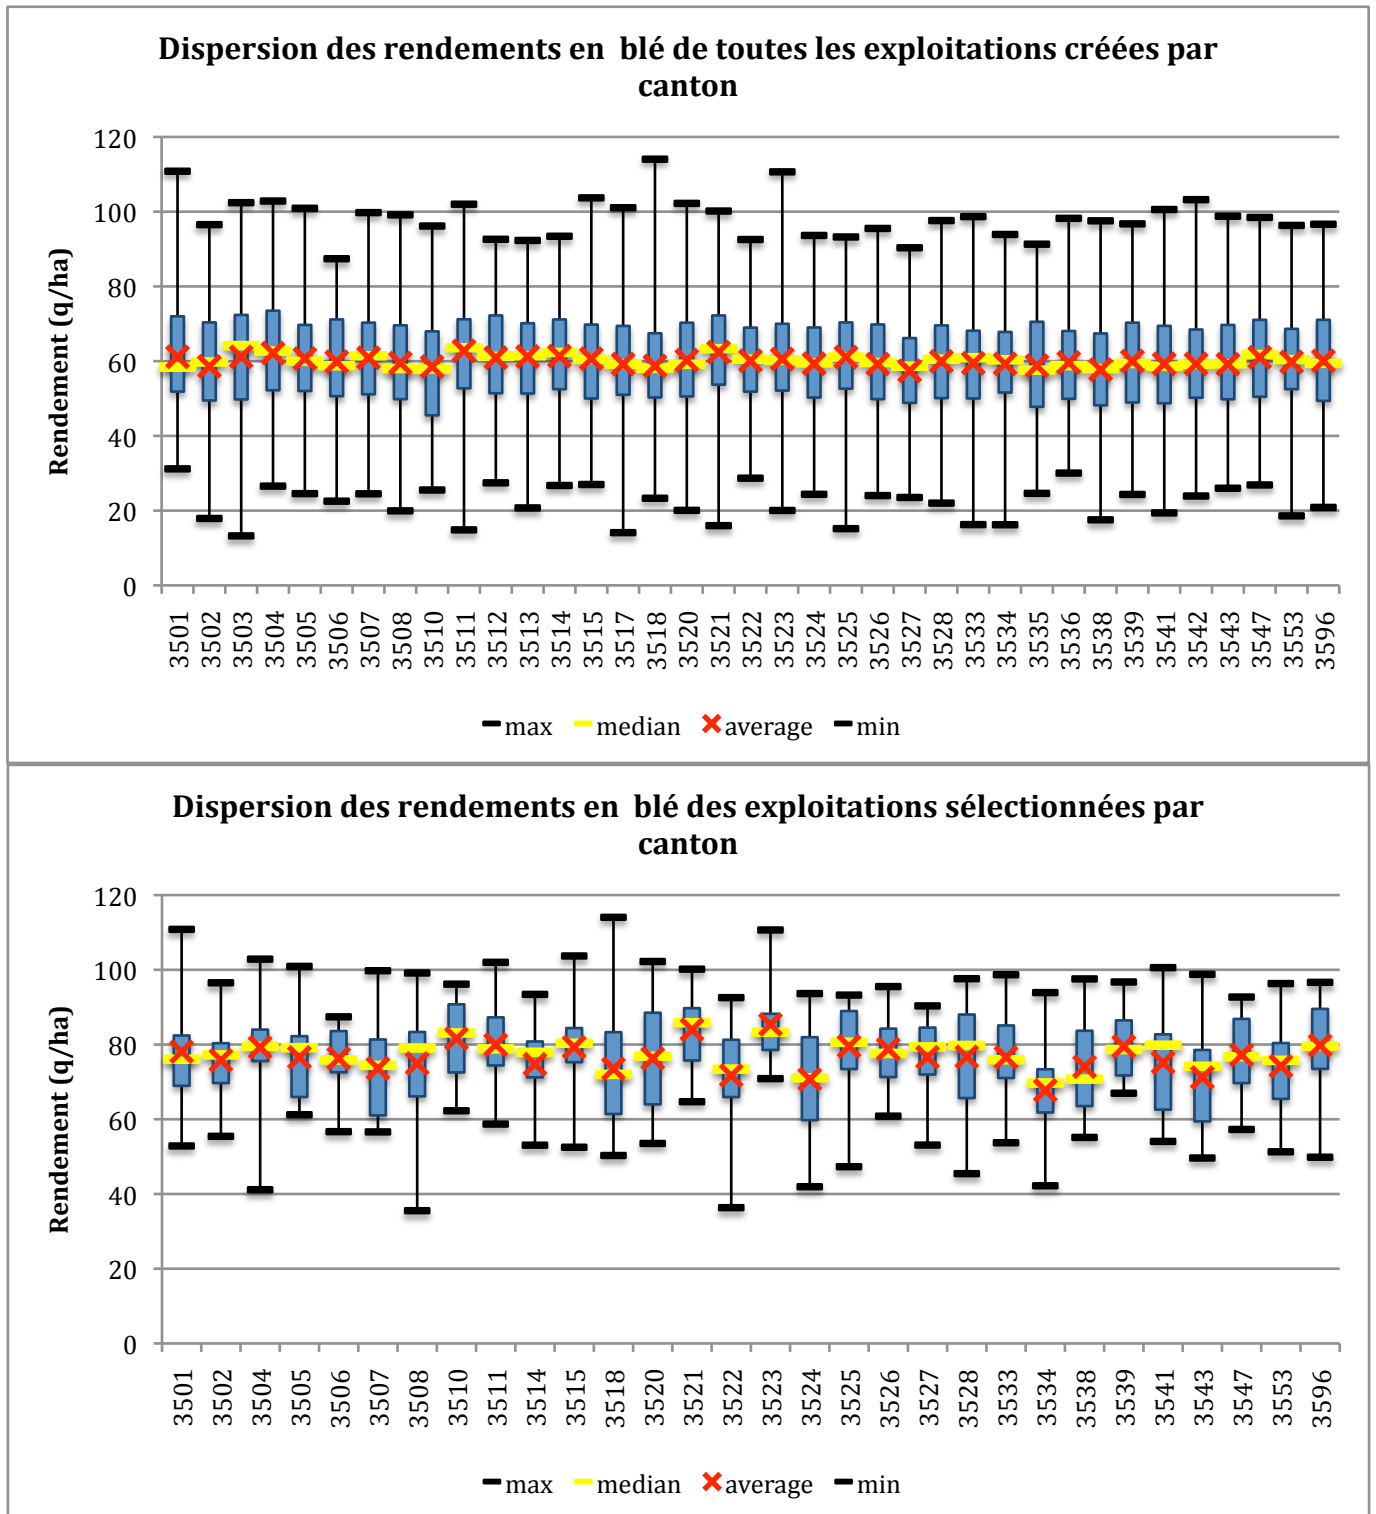 Dispersion des rendements en  blé de toutes les exploitations créées par
canton
Rendement (q/ha)
120
100
80
60
40
20
0
3501 3502 3503 3504 3505 3506 3507 3508 3510 3511 3512 3513 3514 3515 3517 3518 3520 3521 3522 3523 3524 3525 3526 3527 3528 3533 3534 3535 3536 3538 3539 3541 3542 3543 3547 3553 3596
max median average min
Dispersion des rendements en  blé des exploitations sélectionnées par
canton
Rendement (q/ha)
120
100
80
60
40
20
0
3501 3502 3504 3505 3506 3507 3508 3510 3511 3514 3515 3518 3520 3521 3522 3523 3524 3525 3526 3527 3528 3533 3534 3538 3539 3541 3543 3547 3553 3596
max median average min